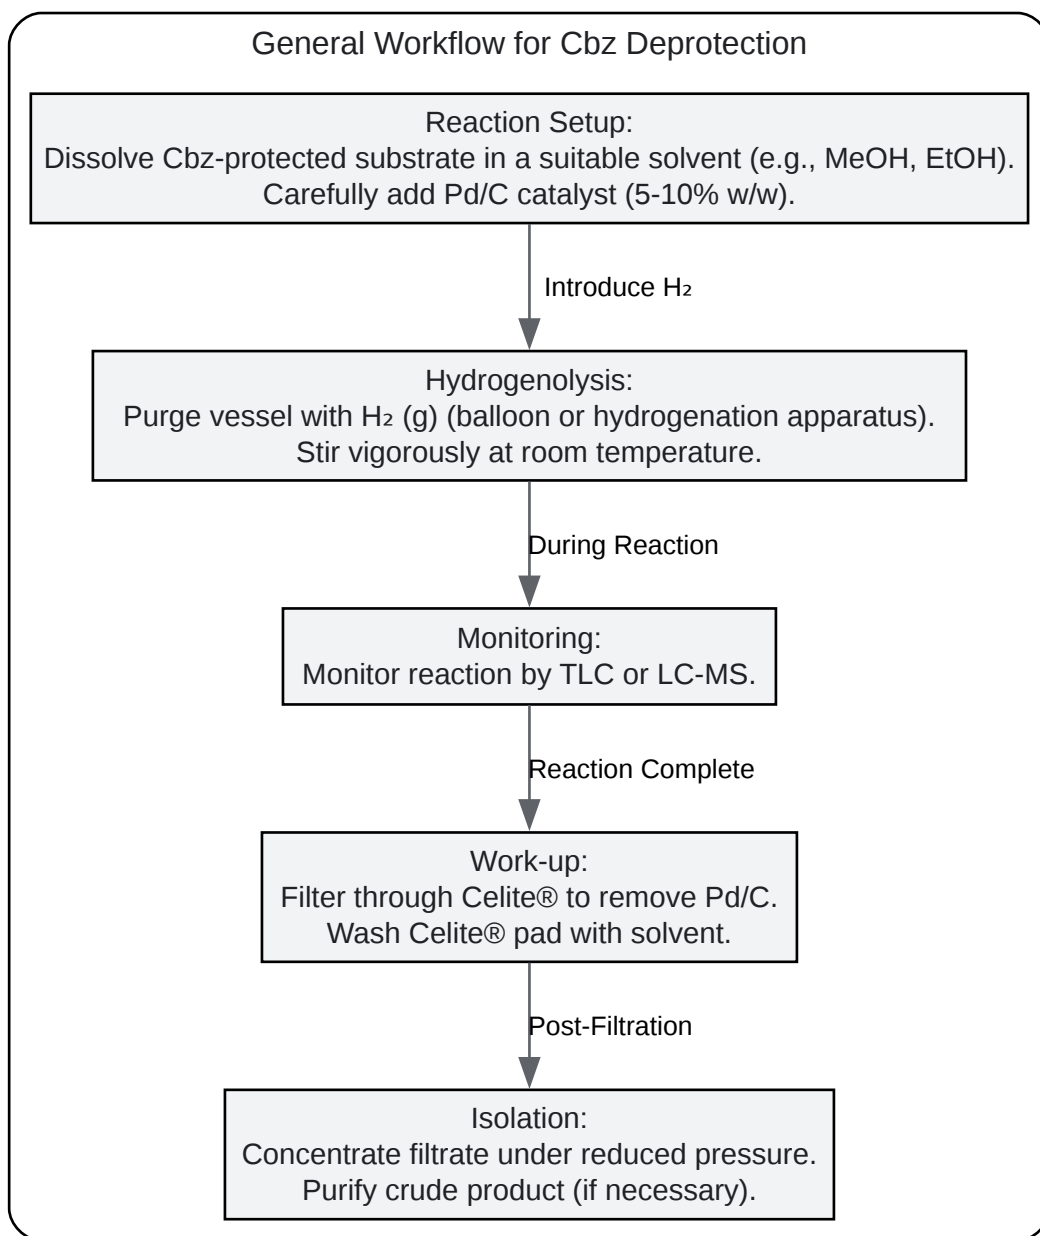 General Workflow for Cbz Deprotection
Reaction Setup:
Dissolve Cbz-protected substrate in a suitable solvent (e.g., MeOH, EtOH).
Carefully add Pd/C catalyst (5-10% w/w).
Introduce H₂
Hydrogenolysis:
Purge vessel with H₂ (g) (balloon or hydrogenation apparatus).
Stir vigorously at room temperature.
During Reaction
Monitoring:
Monitor reaction by TLC or LC-MS.
Reaction Complete
Work-up:
Filter through Celite® to remove Pd/C.
Wash Celite® pad with solvent.
Post-Filtration
Isolation:
Concentrate filtrate under reduced pressure.
Purify crude product (if necessary).